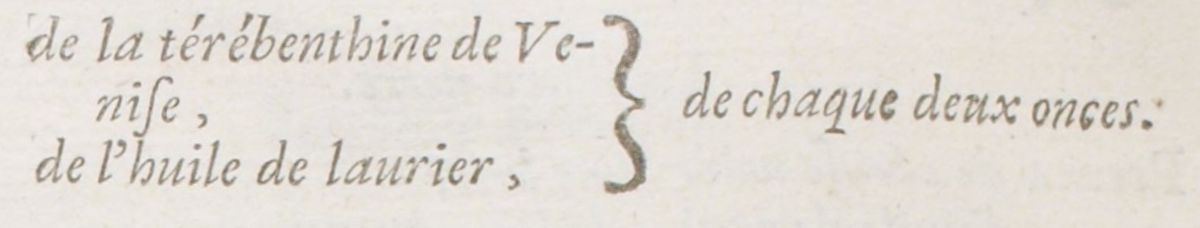 de la térébenthine de Ve-
niſe ,
de l'huile de laurier ,
de chaque deux onces.